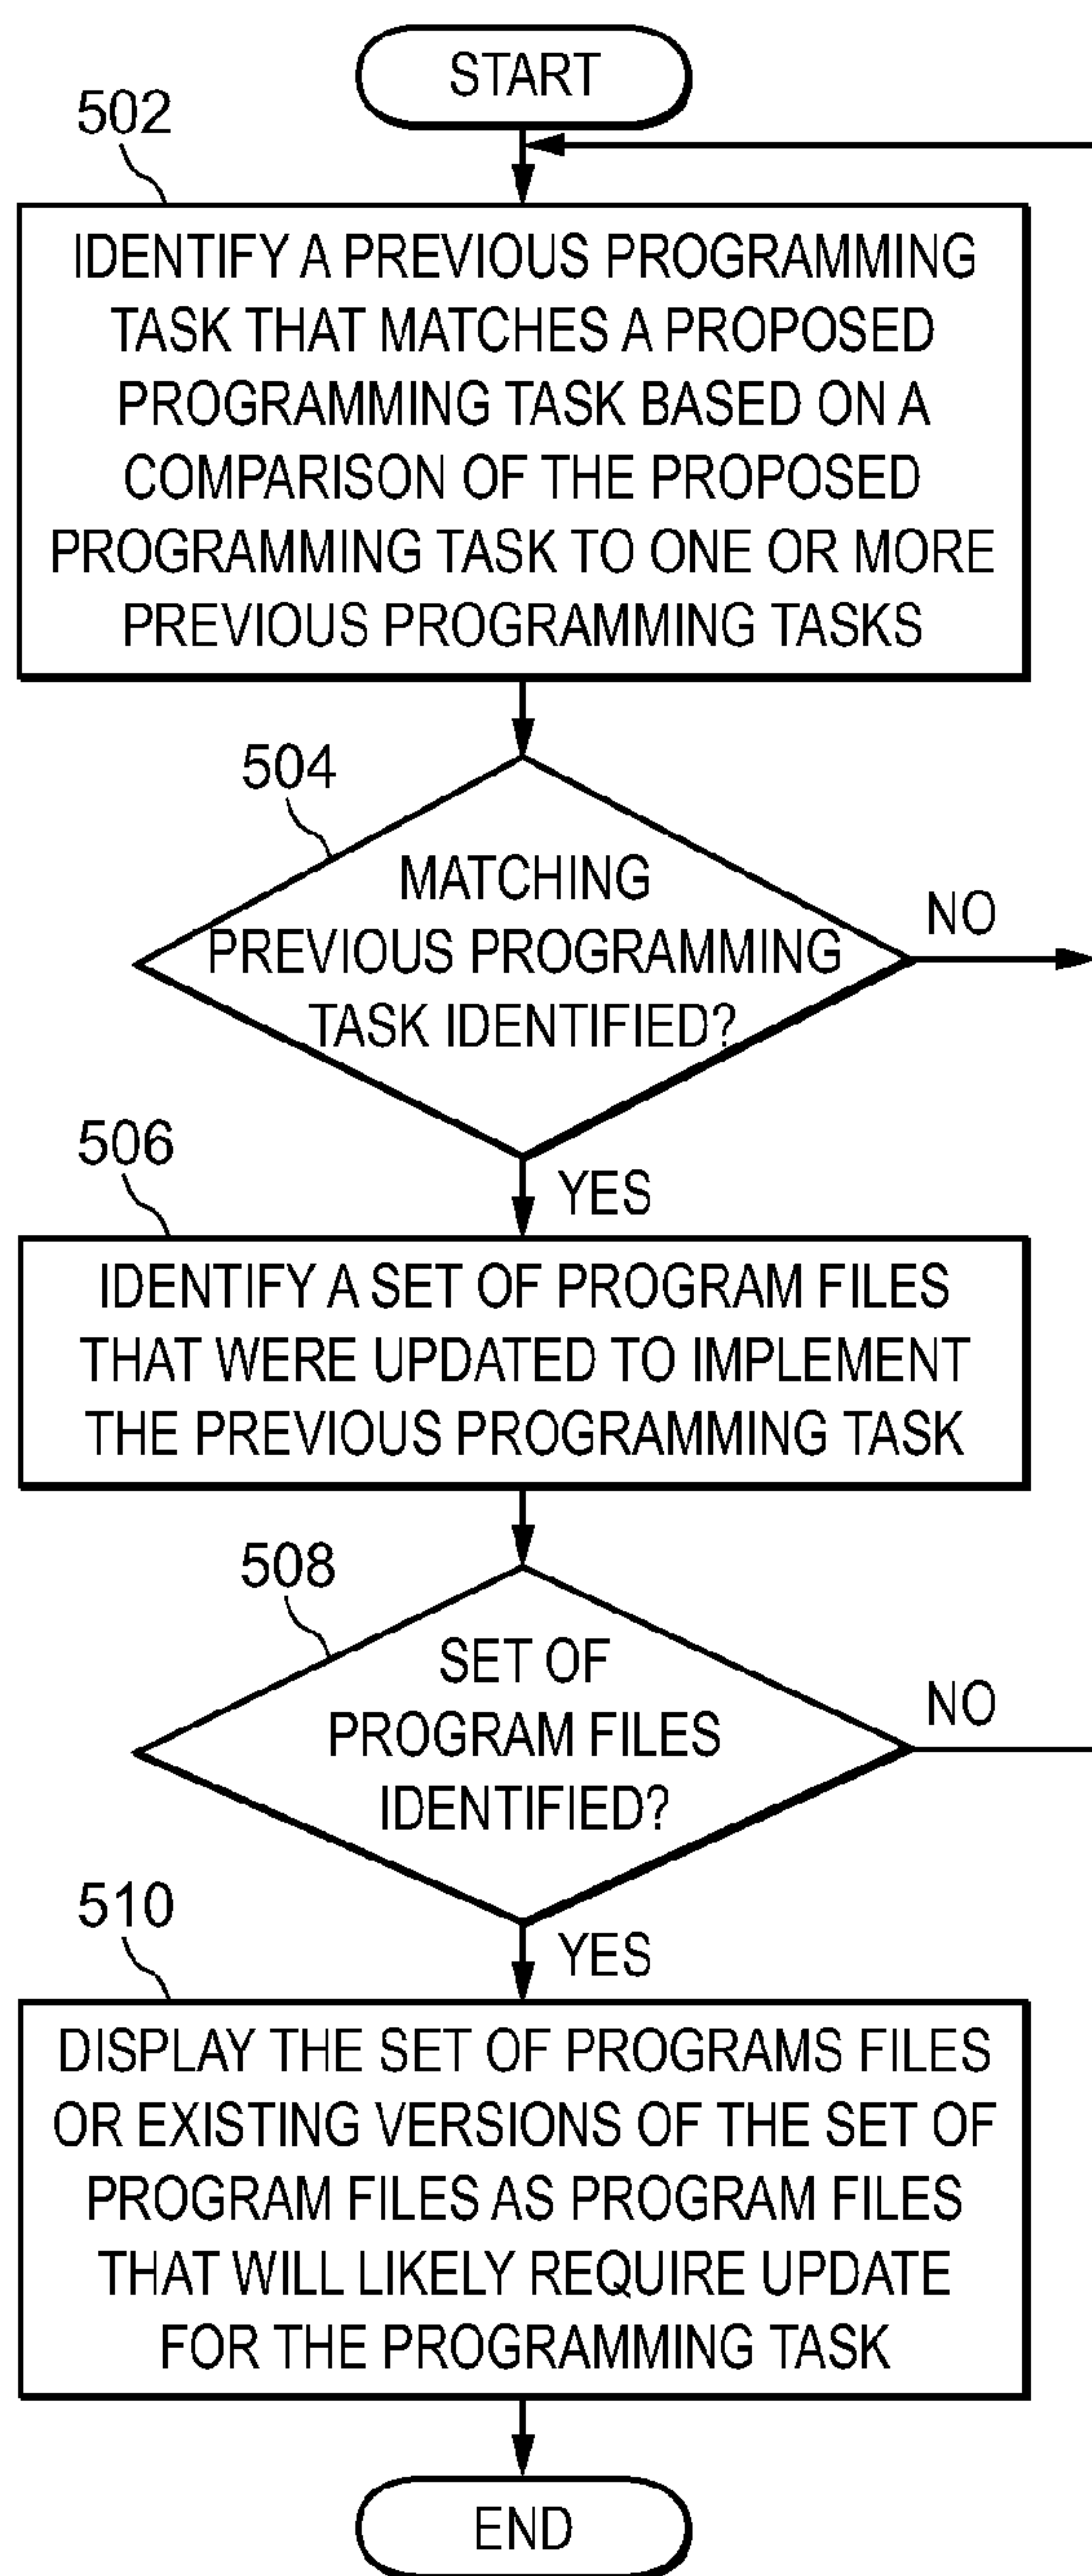 START
502
IDENTIFY A PREVIOUS PROGRAMMING
TASK THAT MATCHES A PROPOSED
PROGRAMMING TASK BASED ON A
COMPARISON OF THE PROPOSED
PROGRAMMING TASK TO ONE OR MORE
PREVIOUS PROGRAMMING TASKS
504
MATCHING
PREVIOUS PROGRAMMING
TASK IDENTIFIED?
NO
YES
506
IDENTIFY A SET OF PROGRAM FILES
THAT WERE UPDATED TO IMPLEMENT
THE PREVIOUS PROGRAMMING TASK
508
SET OF
PROGRAM FILES
IDENTIFIED?
NO
YES
510
DISPLAY THE SET OF PROGRAMS FILES
OR EXISTING VERSIONS OF THE SET OF
PROGRAM FILES AS PROGRAM FILES
THAT WILL LIKELY REQUIRE UPDATE
FOR THE PROGRAMMING TASK
END